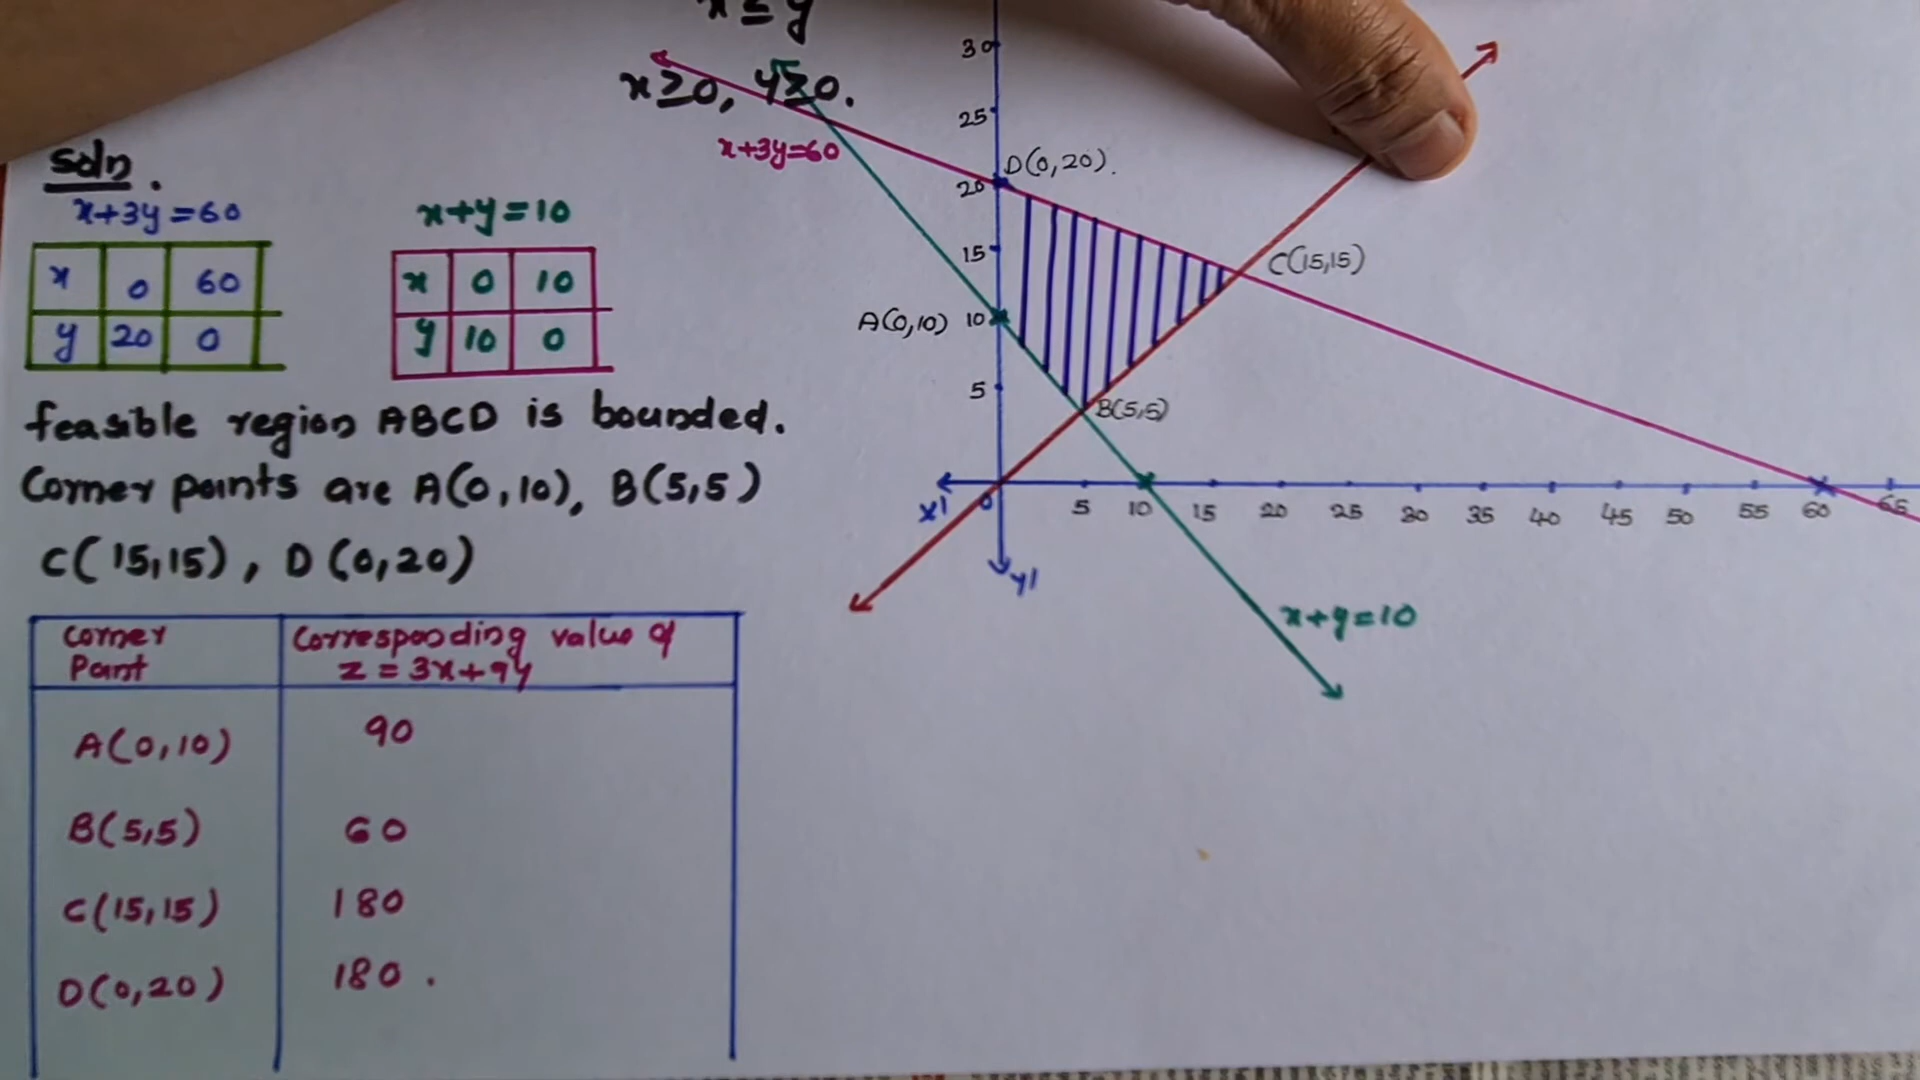 x ≤ y
x ≥ 0, y ≥ 0.
Soln.
x+3y=60
x 0 60
y 20 0
x+y=10
x 0 10
y 10 0
feasible region ABCD is bounded.
Corner points are A(0,10), B(5,5)
C(15,15), D(0,20)
Corner Point
Corresponding value of z = 3x+9y
A(0,10) 90
B(5,5) 60
C(15,15) 180
D(0,20) 180.
30
25
20
15
10
5
x+3y=60
D(0,20).
C(15,15)
A(0,10)
B(5,5)
x' 0 5 10 15 20 25 30 35 40 45 50 55 60 65
y'
x+y=10